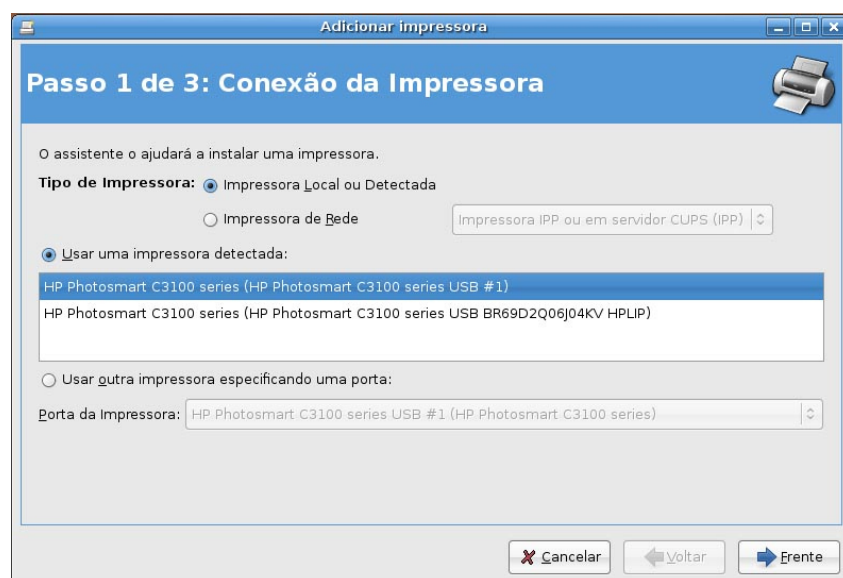 Adicionar impressora
Passo 1 de 3: Conexão da Impressora
O assistente o ajudará a instalar uma impressora.
Tipo de Impressora: Impressora Local ou Detectada
Impressora de Rede Impressora IPP ou em servidor CUPS (IPP)
Usar uma impressora detectada:
HP Photosmart C3100 series (HP Photosmart C3100 series USB #1)
HP Photosmart C3100 series (HP Photosmart C3100 series USB BR69D2Q06J04KV HPLIP)
Usar outra impressora especificando uma porta:
Porta da Impressora: HP Photosmart C3100 series USB #1 (HP Photosmart C3100 series)
Cancelar Voltar Frente